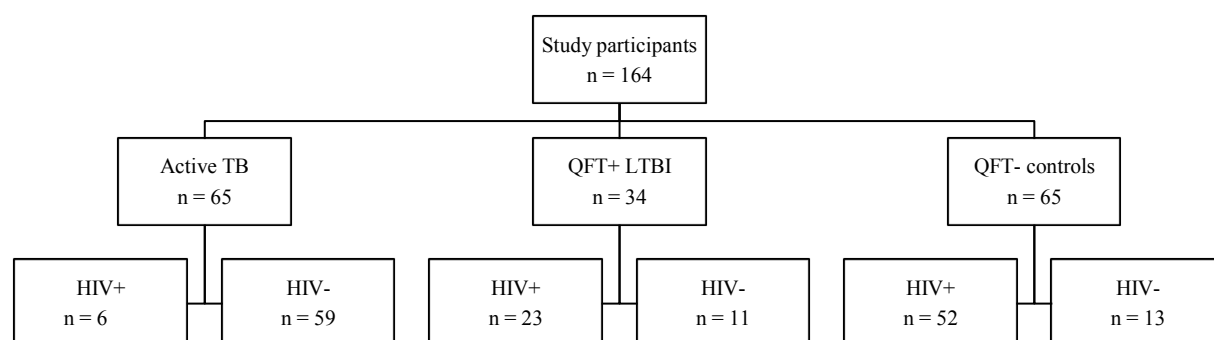 Study participants
n = 164
Active TB
n = 65
QFT+ LTBI
n = 34
QFT- controls
n = 65
HIV+
n = 6
HIV-
n = 59
HIV+
n = 23
HIV-
n = 11
HIV+
n = 52
HIV-
n = 13